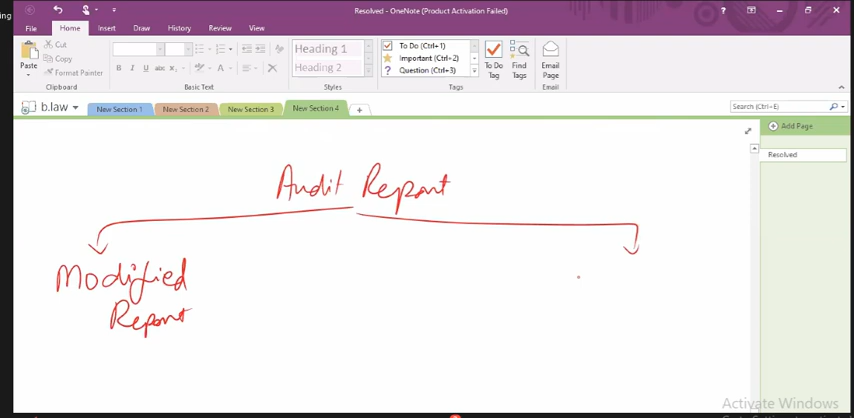 ing
Resolved - OneNote (Product Activation Failed)
File Home Insert Draw History Review View
Paste
Cut
Copy
Format Painter
Clipboard
B I U abc
Basic Text
Heading 1
Heading 2
Styles
To Do (Ctrl+1)
Important (Ctrl+2)
Question (Ctrl+3)
To Do Tag
Find Tags
Tags
Email Page
Email
b.law
New Section 1 New Section 2 New Section 3 New Section 4
Search (Ctrl+E)
Add Page
Resolved
Audit Report
Modified
Report
Activate Windows